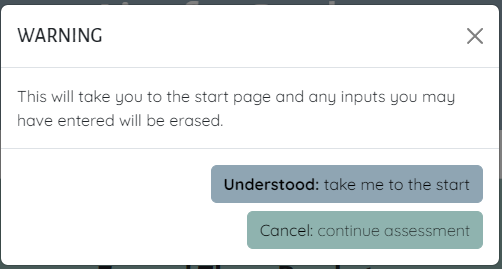 WARNING
This will take you to the start page and any inputs you may
have entered will be erased.
Understood: take me to the start
Cancel: continue assessment